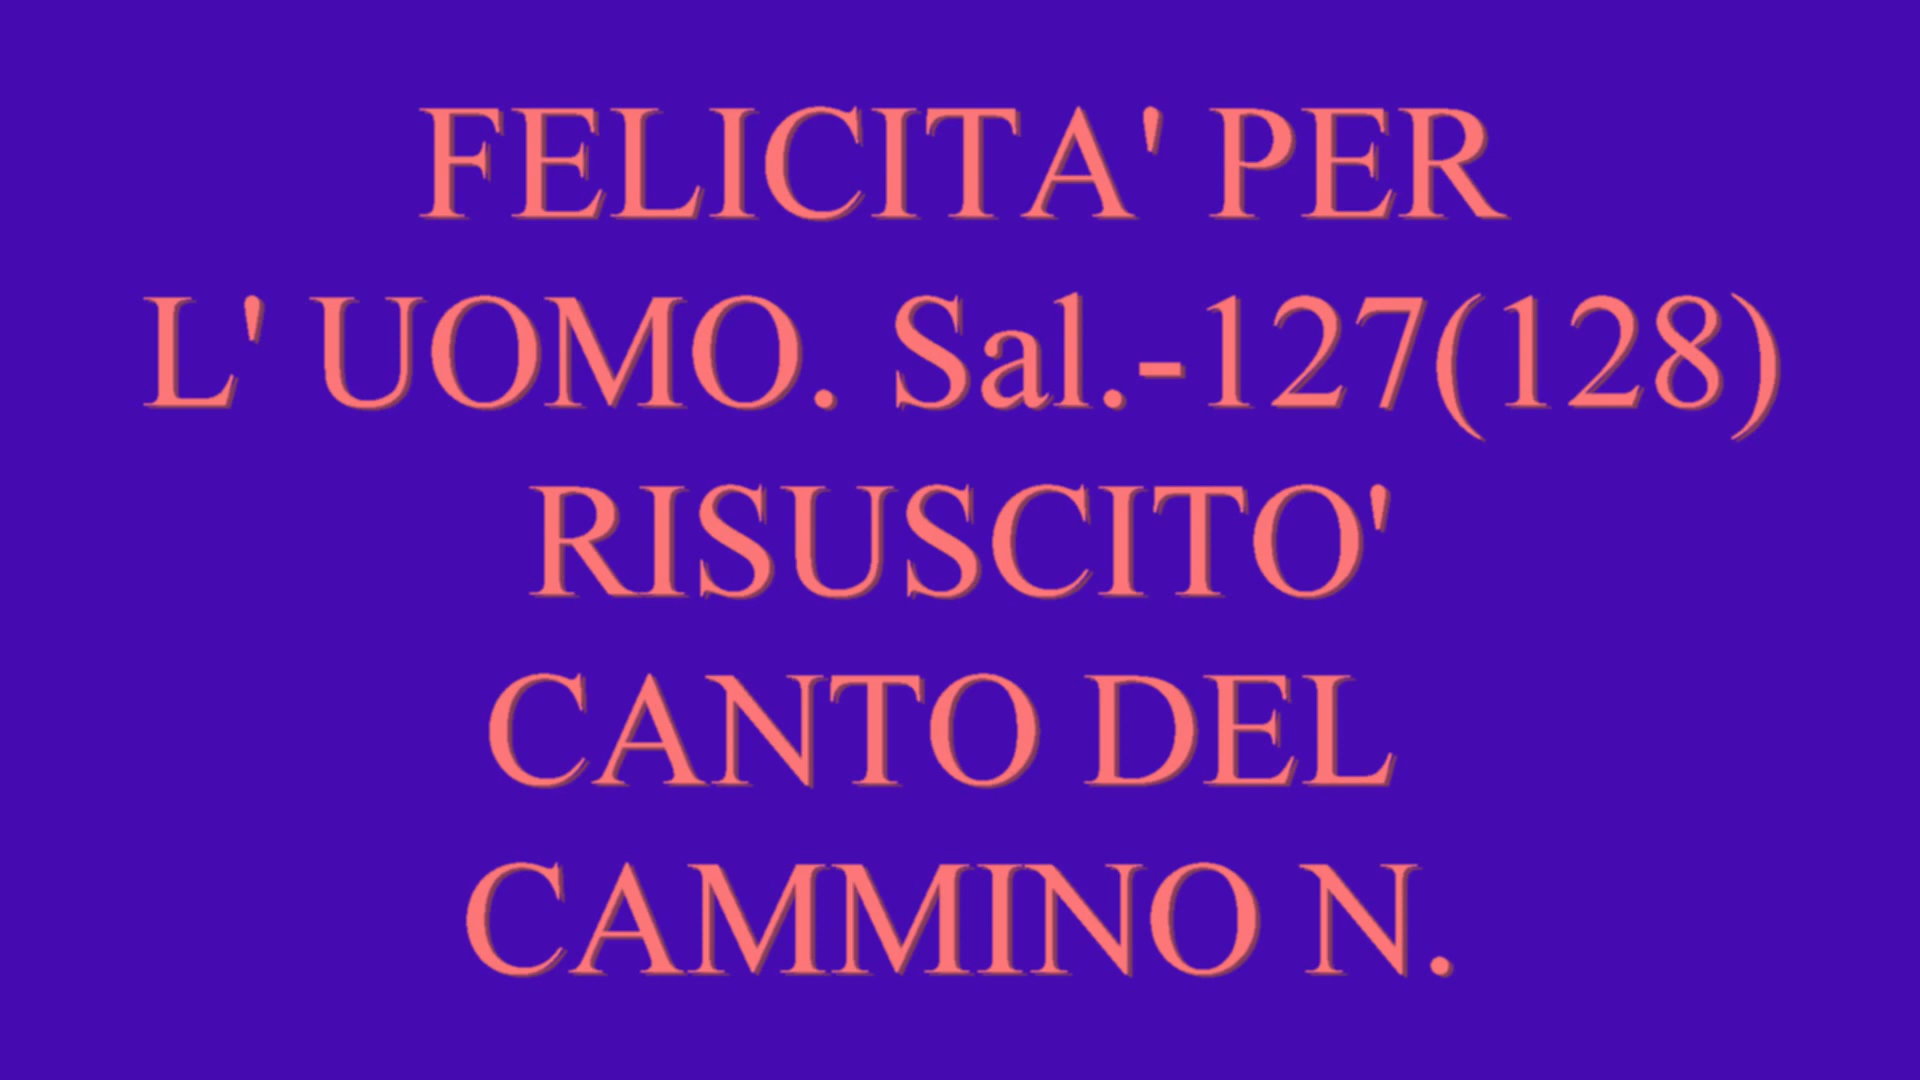 FELICITA' PER
L' UOMO. Sal.-127(128)
RISUSCITO'
CANTO DEL
CAMMINO N.